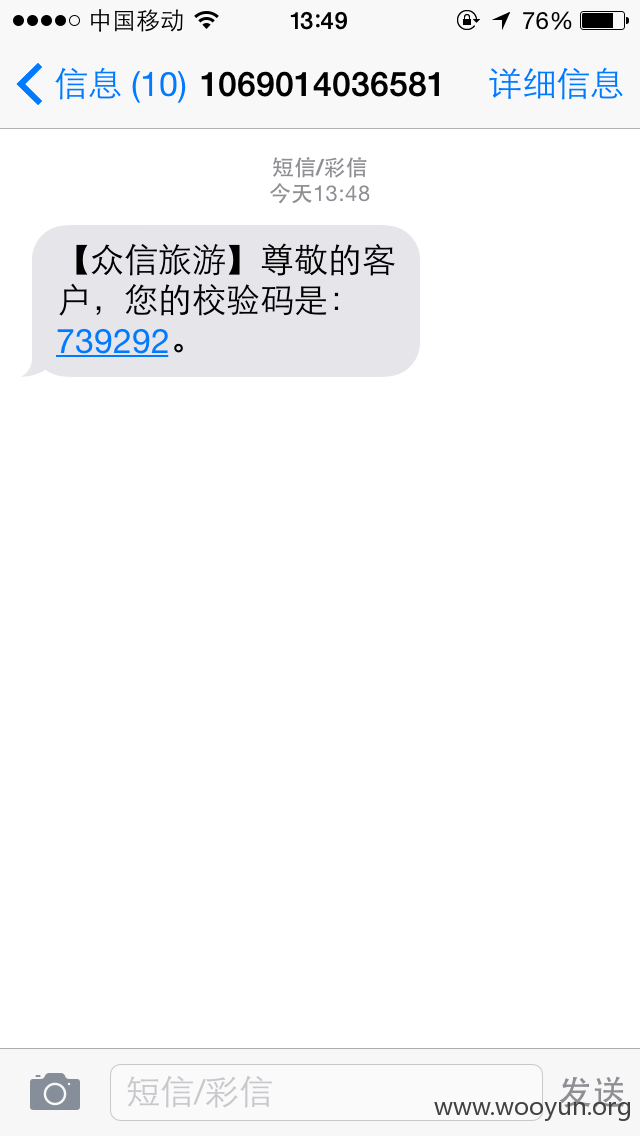 中国移动 13:49 76%
信息 (10) 1069014036581 详细信息
短信/彩信
今天13:48
【众信旅游】尊敬的客
户，您的校验码是：
739292。
短信/彩信 发送
www.wooyun.org